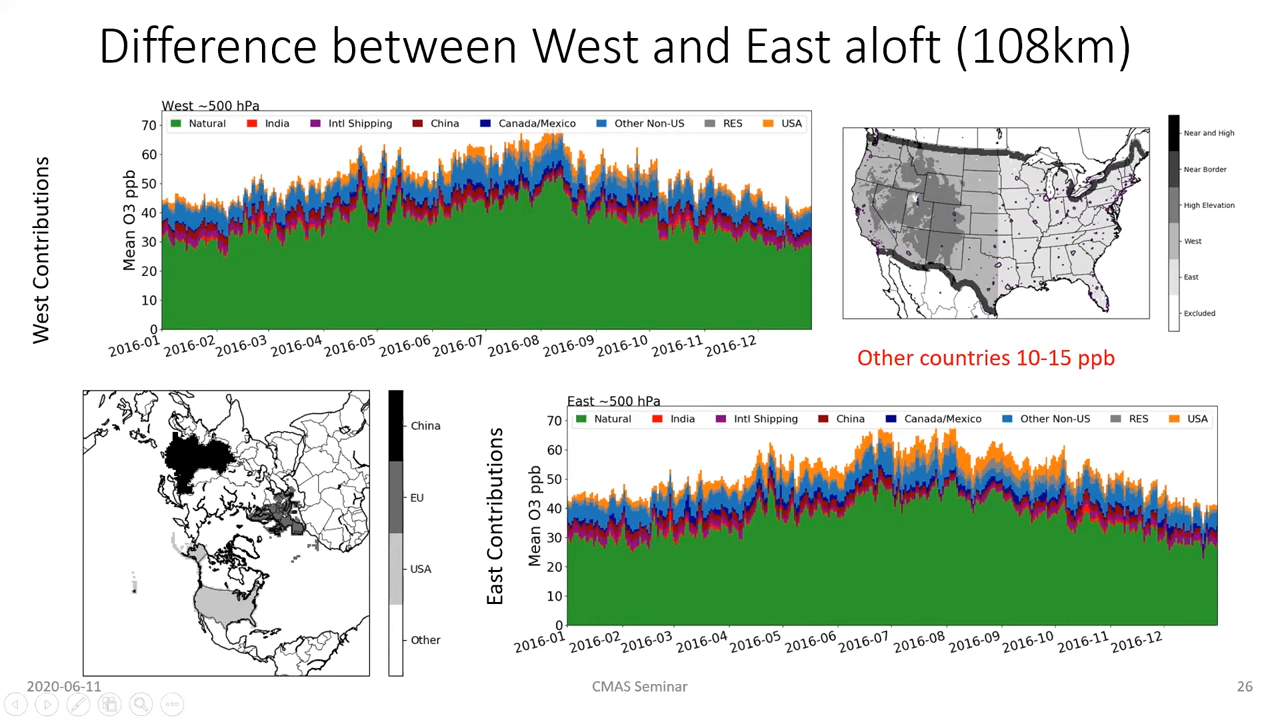 Difference between West and East aloft (108km)
West ~500 hPa
Natural India Intl Shipping China Canada/Mexico Other Non-US RES USA
West Contributions
Mean O3 ppb
70
60
50
40
30
20
10
0
2016-01 2016-02 2016-03 2016-04 2016-05 2016-06 2016-07 2016-08 2016-09 2016-10 2016-11 2016-12
Near and High
Near Border
High Elevation
West
East
Excluded
Other countries 10-15 ppb
China
EU
USA
Other
East ~500 hPa
Natural India Intl Shipping China Canada/Mexico Other Non-US RES USA
East Contributions
Mean O3 ppb
70
60
50
40
30
20
10
0
2016-01 2016-02 2016-03 2016-04 2016-05 2016-06 2016-07 2016-08 2016-09 2016-10 2016-11 2016-12
2020-06-11 CMAS Seminar 26